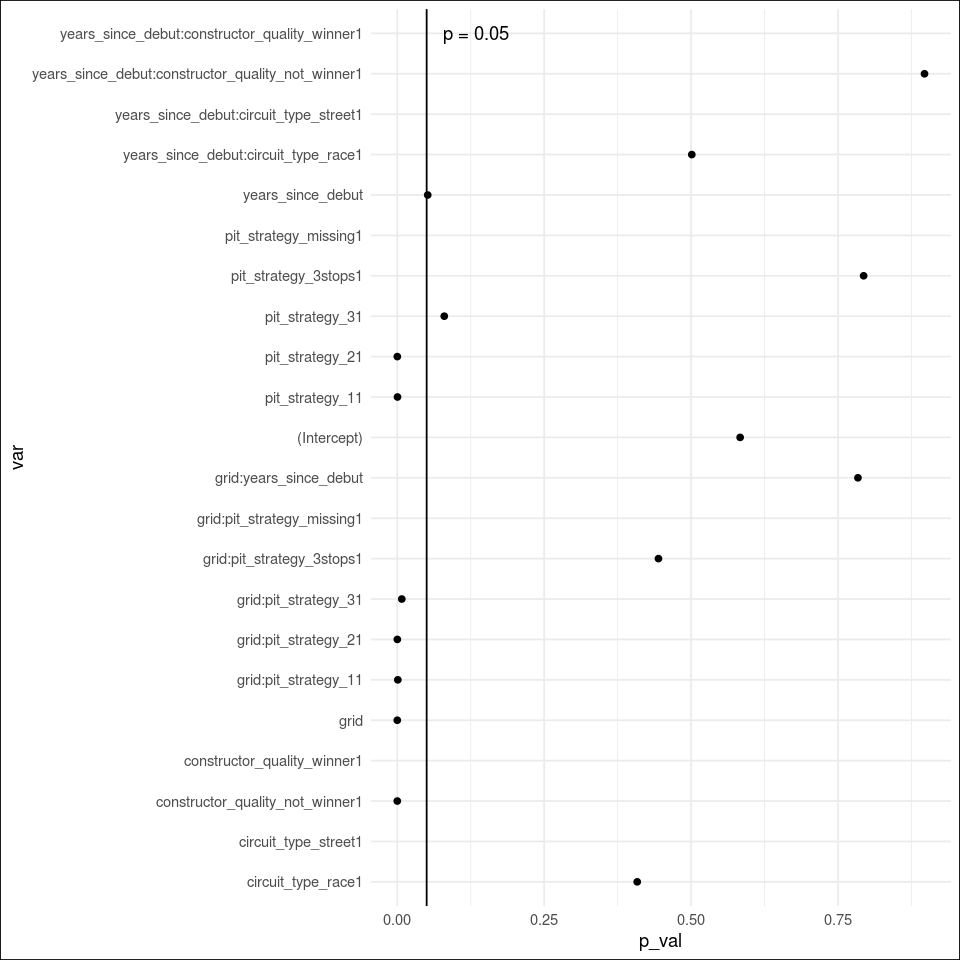 years_since_debut:constructor_quality_winner1
p = 0.05
years_since_debut:constructor_quality_not_winner1
years_since_debut:circuit_type_street1
years_since_debut:circuit_type_race1
years_since_debut
pit_strategy_missing1
pit_strategy_3stops1
pit_strategy_31
pit_strategy_21
pit_strategy_11
(Intercept)
var
grid:years_since_debut
grid:pit_strategy_missing1
grid:pit_strategy_3stops1
grid:pit_strategy_31
grid:pit_strategy_21
grid:pit_strategy_11
grid
constructor_quality_winner1
constructor_quality_not_winner1
circuit_type_street1
circuit_type_race1
0.00 0.25 0.50 0.75
p_val